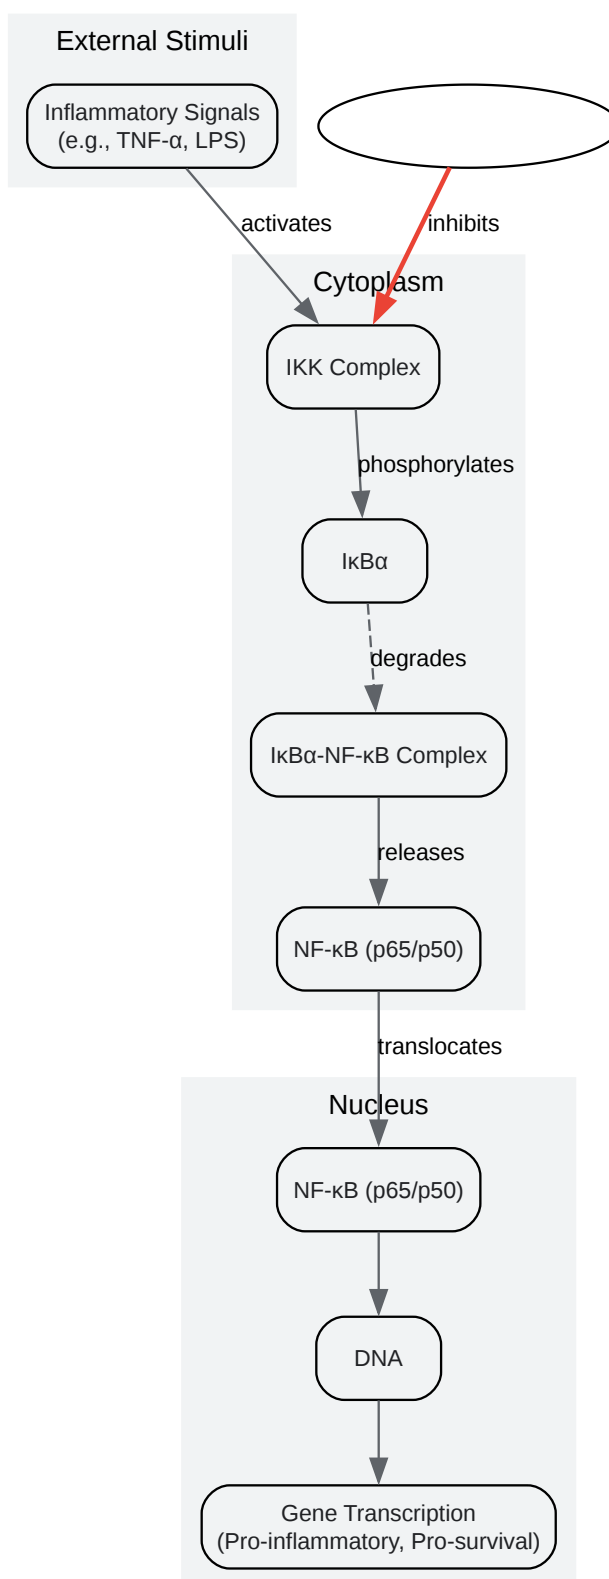 External Stimuli
Inflammatory Signals
(e.g., TNF-α, LPS)
activates
inhibits
Cytoplasm
IKK Complex
phosphorylates
IκBα
degrades
IκBα-NF-κB Complex
releases
NF-κB (p65/p50)
translocates
Nucleus
NF-κB (p65/p50)
DNA
Gene Transcription
(Pro-inflammatory, Pro-survival)